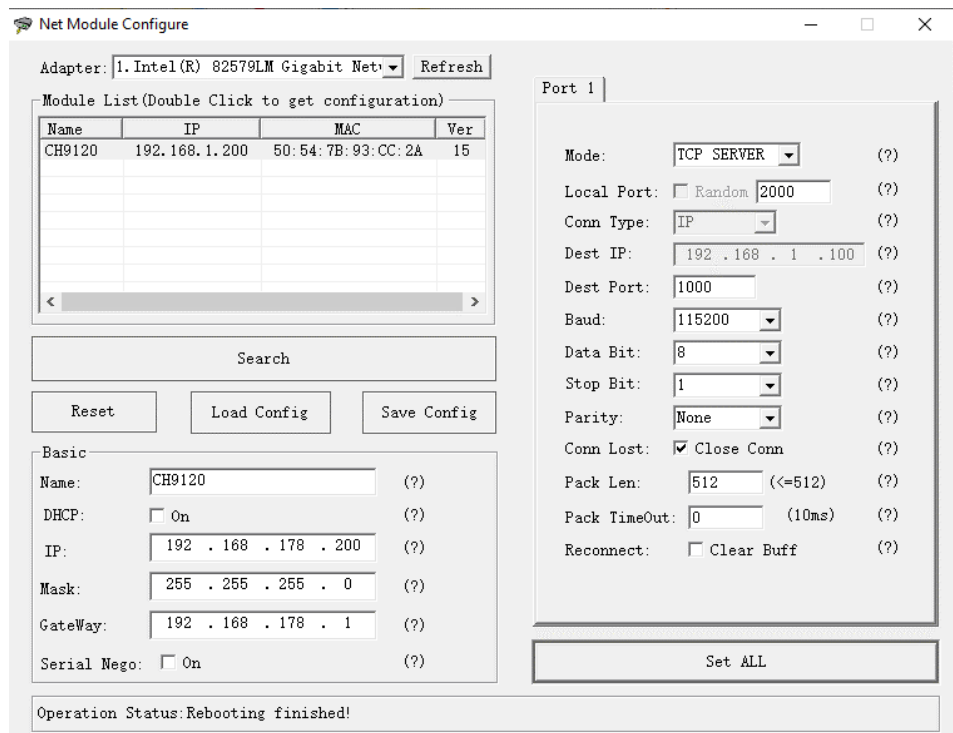 Net Module Configure
Adapter: 1.Intel(R) 82579LM Gigabit Net Refresh
Module List(Double Click to get configuration)
Name IP MAC Ver
CH9120 192.168.1.200 50:54:7B:93:CC:2A 15
Search
Reset Load Config Save Config
Basic
Name: CH9120 (?)
DHCP: On (?)
IP: 192 . 168 . 178 . 200 (?)
Mask: 255 . 255 . 255 . 0 (?)
GateWay: 192 . 168 . 178 . 1 (?)
Serial Nego: On (?)
Port 1
Mode: TCP SERVER (?)
Local Port: Random 2000 (?)
Conn Type: IP (?)
Dest IP: 192 .168 . 1 .100 (?)
Dest Port: 1000 (?)
Baud: 115200 (?)
Data Bit: 8 (?)
Stop Bit: 1 (?)
Parity: None (?)
Conn Lost: Close Conn (?)
Pack Len: 512 (<=512) (?)
Pack TimeOut: 0 (10ms) (?)
Reconnect: Clear Buff (?)
Set ALL
Operation Status:Rebooting finished!